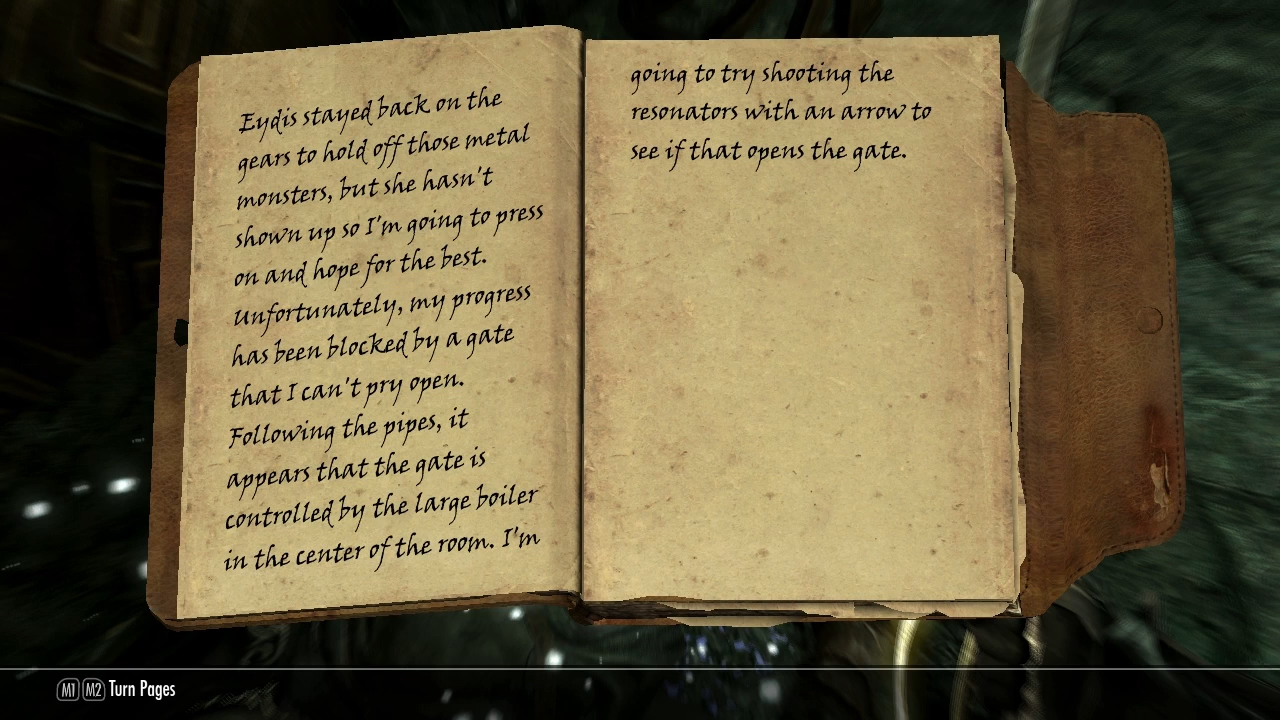 Eydis stayed back on the
gears to hold off those metal
monsters, but she hasn't
shown up so I'm going to press
on and hope for the best.
Unfortunately, my progress
has been blocked by a gate
that I can't pry open.
Following the pipes, it
appears that the gate is
controlled by the large boiler
in the center of the room. I'm
going to try shooting the
resonators with an arrow to
see if that opens the gate.
M1 M2 Turn Pages